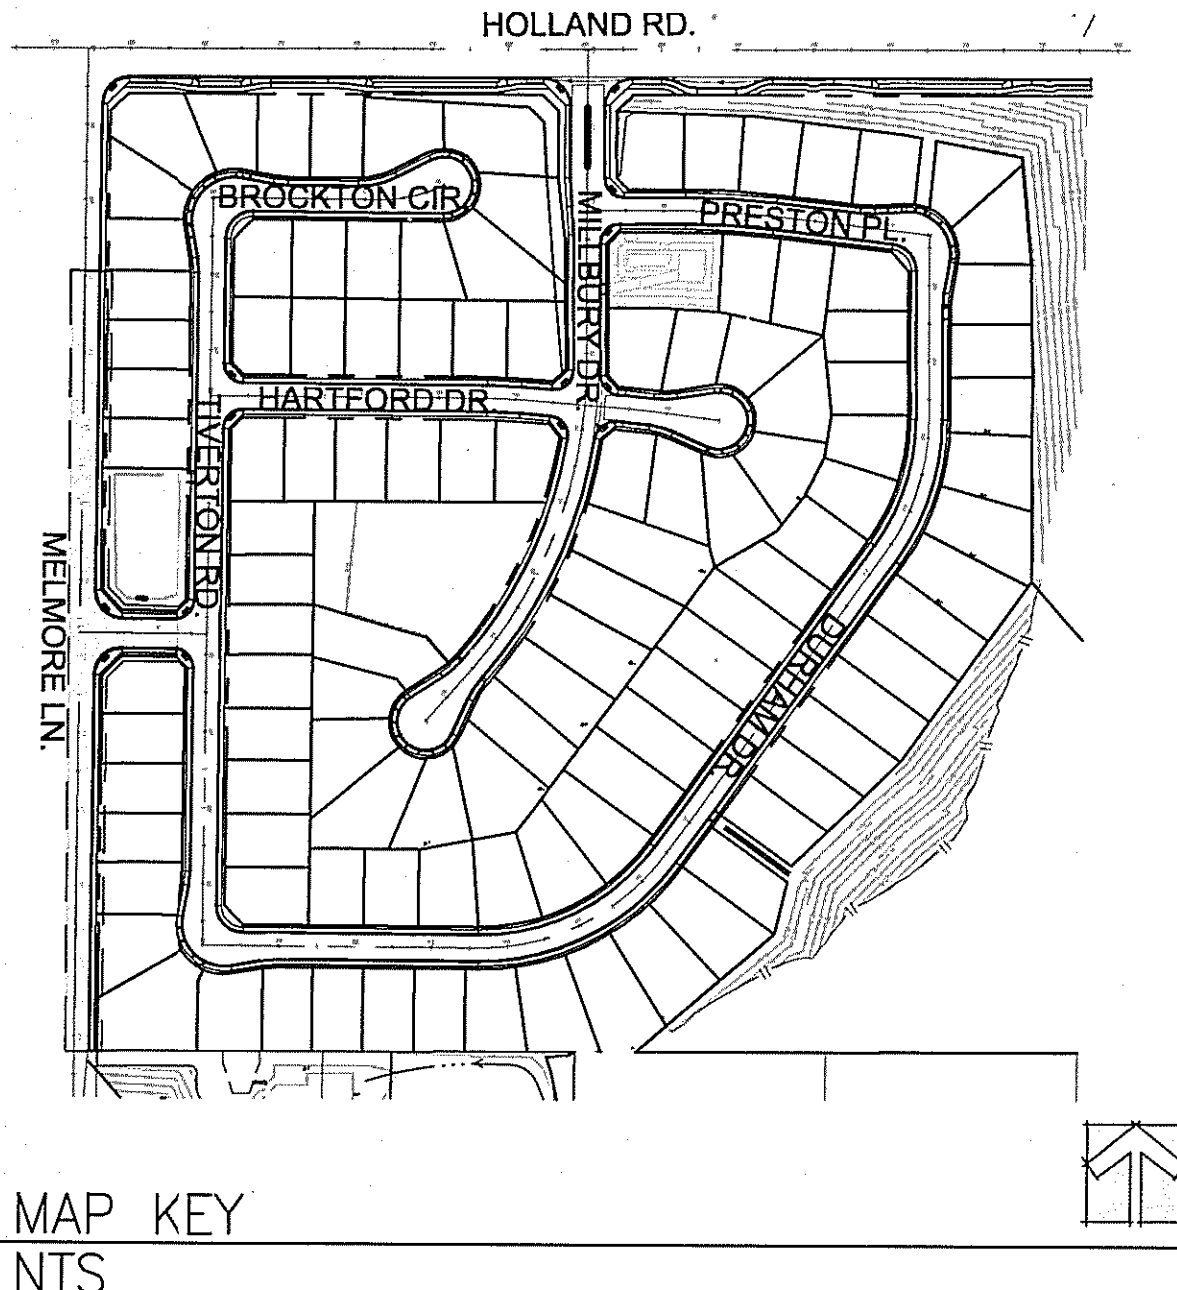 HOLLAND RD.
BROCKTON CIR.
PRESTON PL.
MILLBURY DR.
HARTFORD DR.
TIVERTON RD.
MELMORE LN.
DURHAM DR.
MAP KEY
NTS